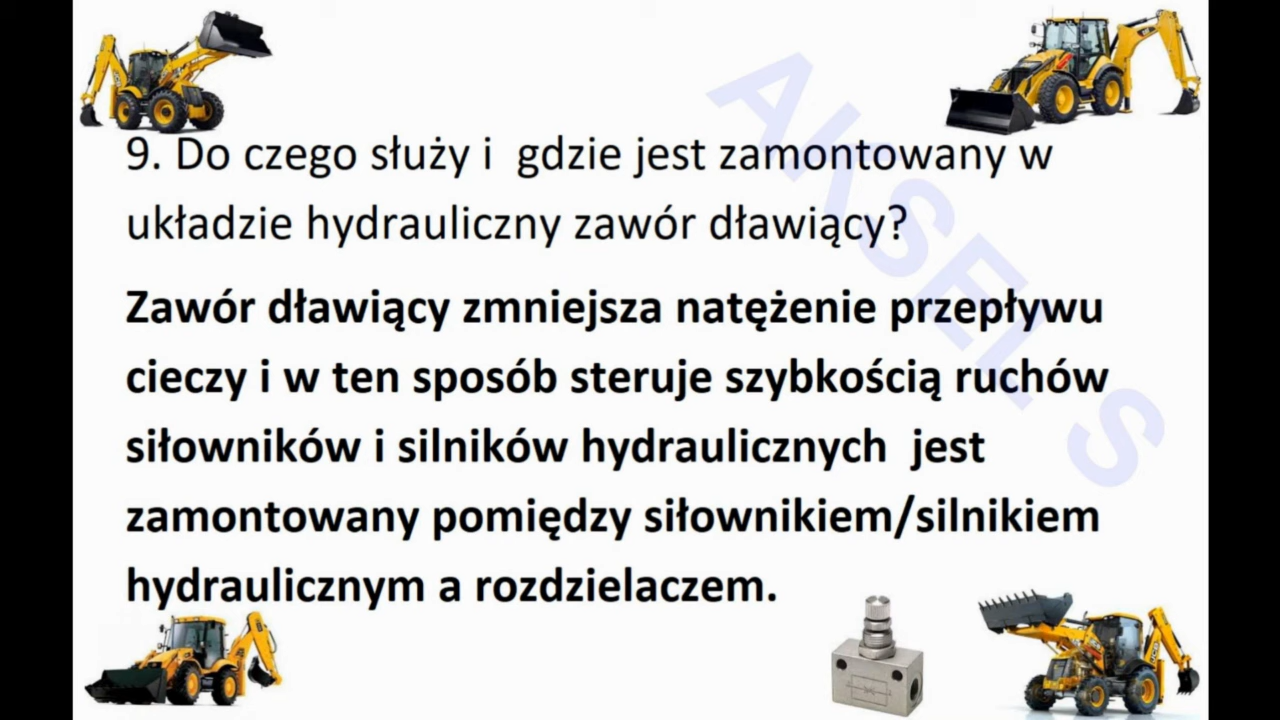 9. Do czego służy i gdzie jest zamontowany w
układzie hydrauliczny zawór dławiący?
Zawór dławiący zmniejsza natężenie przepływu
cieczy i w ten sposób steruje szybkością ruchów
siłowników i silników hydraulicznych jest
zamontowany pomiędzy siłownikiem/silnikiem
hydraulicznym a rozdzielaczem.
AKSEL S